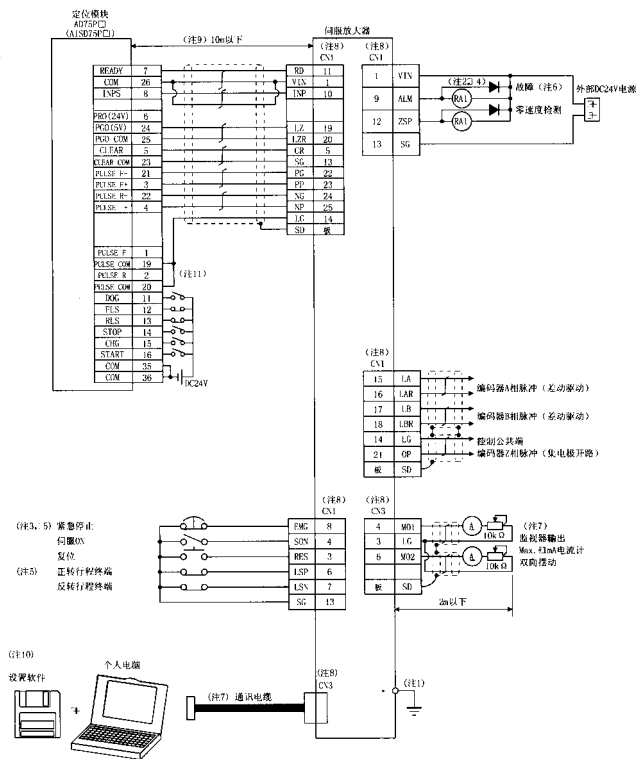 定位模块
AD75P□
(A1SD75P□)
(注9) 10m以下
伺服放大器
(注8)
CN1
(注8)
CN1
READY 7 RD 11
COM 26 VIN 1
INPS 8 INP 10
PRO(24V) 6
PGO(5V) 24 LZ 19
PGO COM 25 LZR 20
CLEAR 5 CR 5
CLEAR COM 23 SG 13
PULSE F- 21 PG 22
PULSE F+ 3 PP 23
PULSE R- 22 NG 24
PULSE 4 NP 25
LG 14
SD 板
PULSE F 1
PULSE COM 19
PULSE R 2
PULSE COM 20
DOG 11
FLS 12
RLS 13
STOP 14
CHG 15
START 16
COM 35
COM 36
(注11)
DC24V
1 VIN
9 ALM
12 ZSP
13 SG
(注2□4)
RA1
RA1
故障 (注6)
零速度检测
外部DC24V电源
(注8)
CN1
15 LA
16 LAR
17 LB
18 LBR
14 LG
21 OP
板 SD
编码器A相脉冲 (差动驱动)
编码器B相脉冲 (差动驱动)
控制公共端
编码器Z相脉冲 (集电极开路)
(注3,: 5) 紧急停止
伺服ON
复位
(注5) 正转行程终端
反转行程终端
(注8)
CN1
EMG 8
SON 4
RES 3
LSP 6
LSN 7
SG 13
(注8)
CN3
4 MO1
3 LG
6 MO2
板 SD
A
10kΩ
A
10kΩ
(注7)
监视器输出
Max.±1mA电流计
双向摆动
2m以下
(注10)
设置软件
+
个人电脑
(注7) 通讯电缆
(注8)
CN3
(注1)